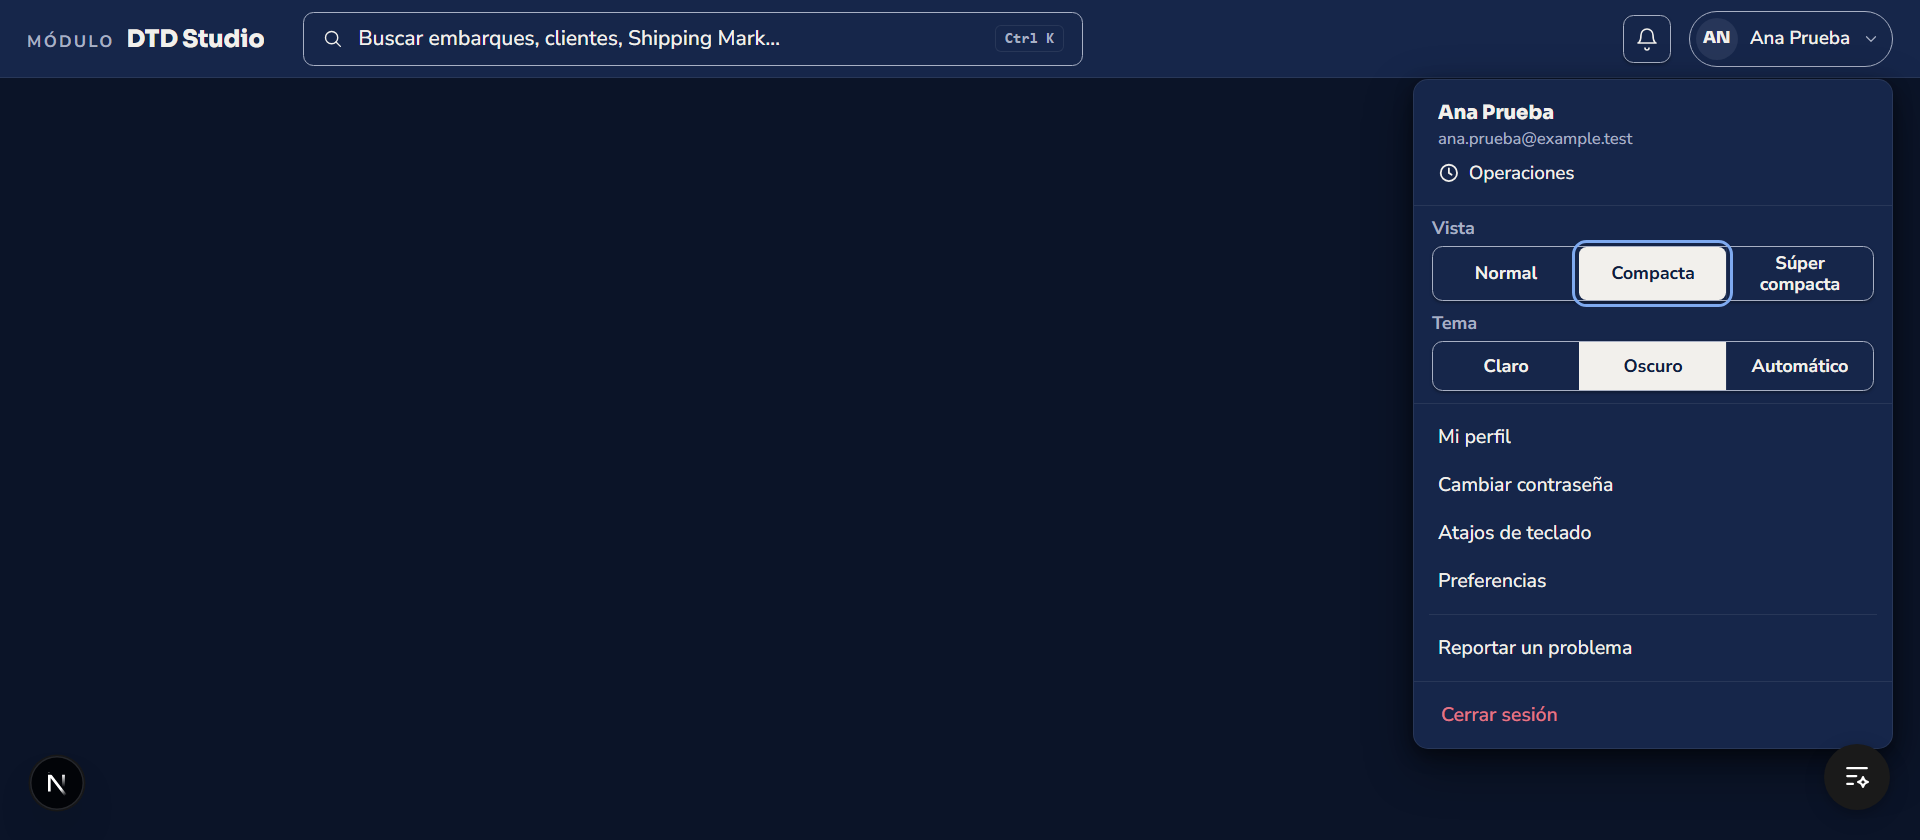 MÓDULO DTD Studio
Buscar embarques, clientes, Shipping Mark...
Ctrl K
AN Ana Prueba
Ana Prueba
ana.prueba@example.test
Operaciones
Vista
Normal
Compacta
Súper
compacta
Tema
Claro
Oscuro
Automático
Mi perfil
Cambiar contraseña
Atajos de teclado
Preferencias
Reportar un problema
Cerrar sesión
N